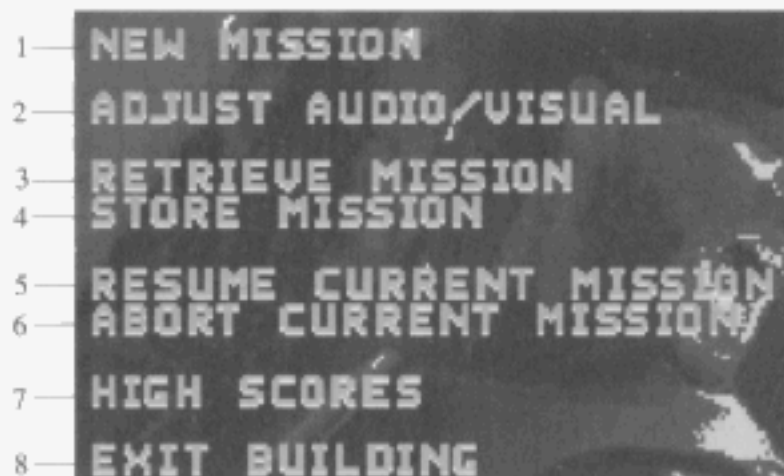 1 NEW MISSION
2 ADJUST AUDIO/VISUAL
3 RETRIEVE MISSION
4 STORE MISSION
5 RESUME CURRENT MISSION
6 ABORT CURRENT MISSION
7 HIGH SCORES
8 EXIT BUILDING